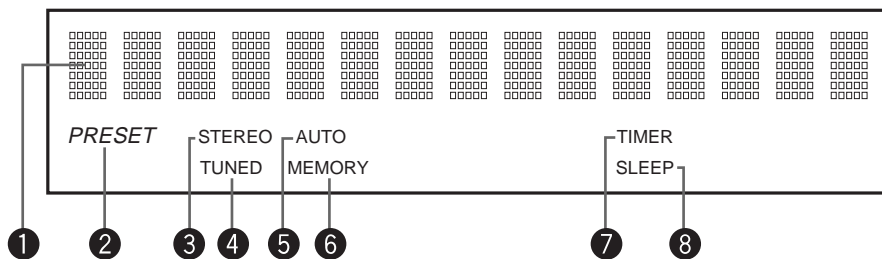 PRESET STEREO AUTO TIMER
TUNED MEMORY SLEEP
1 2 3 4 5 6 7 8